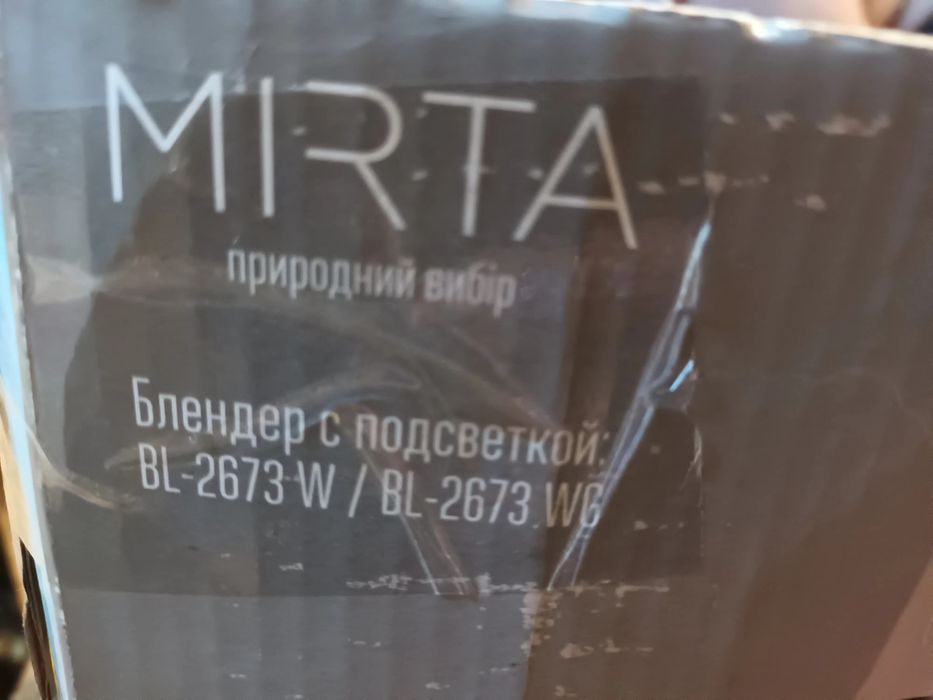 MIRTA
природний вибір
Блендер с подсветкой:
BL-2673 W / BL-2673 WG